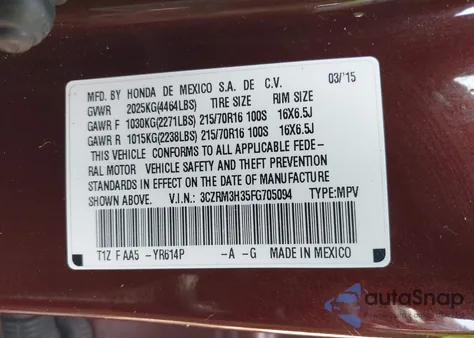 MFD. BY HONDA DE MEXICO S.A. DE C.V. 03/'15
GVWR 2025KG(4464LBS) TIRE SIZE RIM SIZE
GAWR F 1030KG(2271LBS) 215/70R16 100S 16X6.5J
GAWR R 1015KG(2238LBS) 215/70R16 100S 16X6.5J
THIS VEHICLE CONFORMS TO ALL APPLICABLE FEDE-
RAL MOTOR VEHICLE SAFETY AND THEFT PREVENTION
STANDARDS IN EFFECT ON THE DATE OF MANUFACTURE
SHOWN ABOVE. V.I.N.: 3CZRM3H35FG705094 TYPE:MPV
T1Z F AA5 -YR614P -A -G MADE IN MEXICO
autoSnap